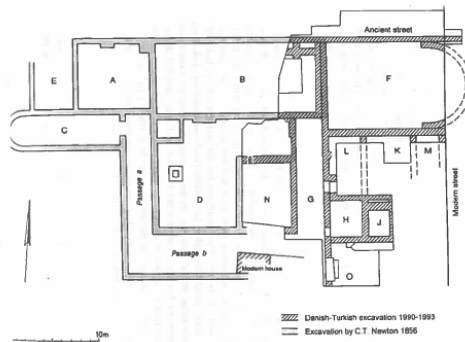 Ancient street
E
A
B
F
C
Passage a
L
K
M
Modern street
D
N
G
H
J
Passage b
Modern house
O
Danish-Turkish excavation 1990-1993
Excavation by C.T. Newton 1856
10m